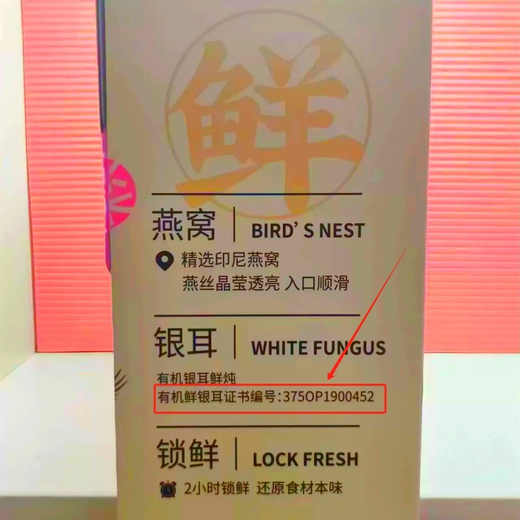 鲜
燕窝 | BIRD'S NEST
精选印尼燕窝
燕丝晶莹透亮 入口顺滑
银耳 | WHITE FUNGUS
有机银耳鲜炖
有机鲜银耳证书编号:375OP1900452
锁鲜 | LOCK FRESH
2小时锁鲜 还原食材本味